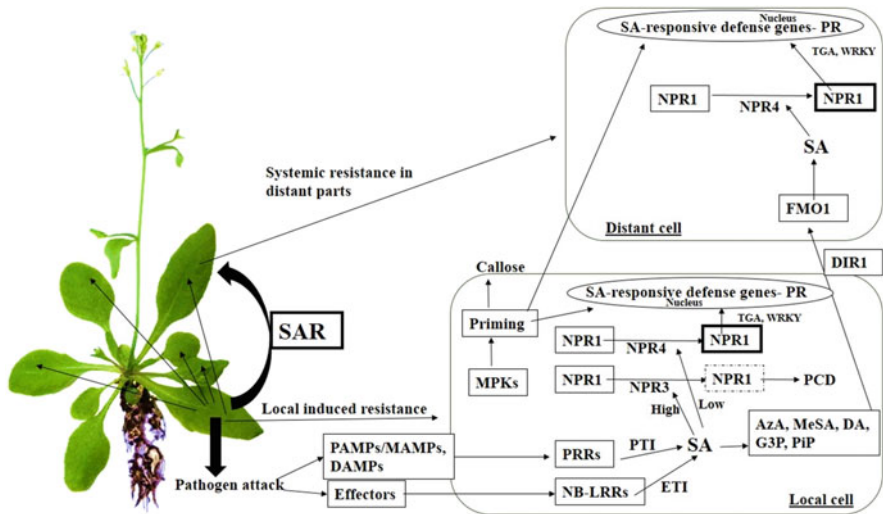 Nucleus
SA-responsive defense genes- PR
TGA, WRKY
NPR1
NPR4
NPR1
SA
FMO1
Distant cell
Systemic resistance in
distant parts
DIR1
SAR
Callose
SA-responsive defense genes- PR
Nucleus
TGA, WRKY
Priming
NPR1
NPR4
NPR1
MPKs
NPR1
NPR3
NPR1
PCD
High
Low
Local induced resistance
AzA, MeSA, DA,
G3P, PiP
PAMPs/MAMPs,
DAMPs
PRRs
PTI
SA
Pathogen attack
Effectors
NB-LRRs
ETI
Local cell